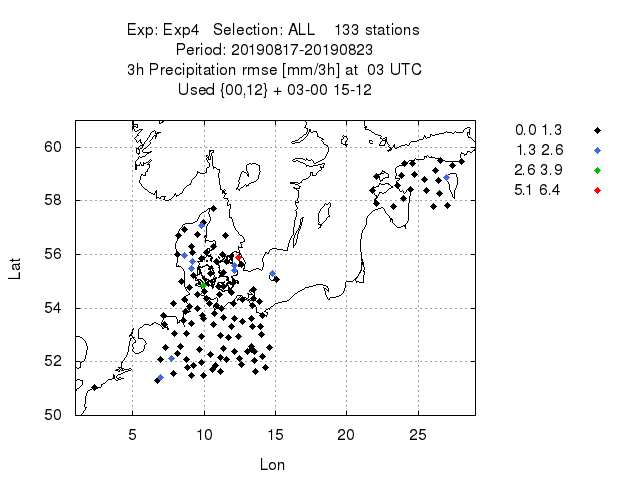 Exp: Exp4 Selection: ALL 133 stations
Period: 20190817-20190823
3h Precipitation rmse [mm/3h] at 03 UTC
Used {00,12} + 03-00 15-12
0.0 1.3
1.3 2.6
2.6 3.9
5.1 6.4
60
58
56
54
52
50
Lat
5 10 15 20 25
Lon